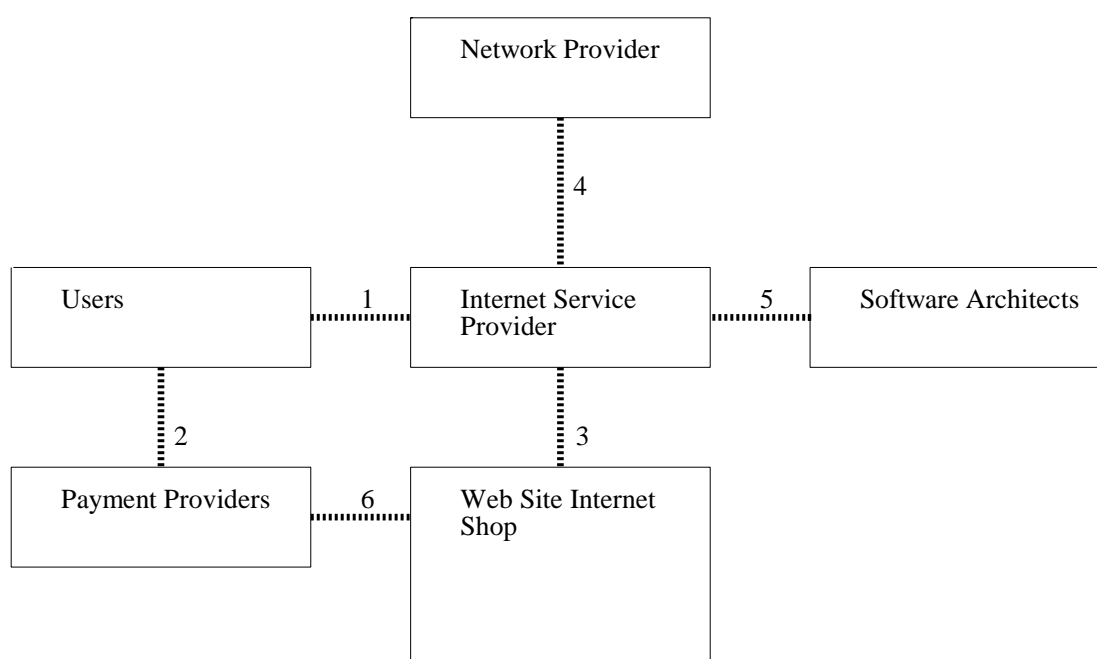 Network Provider
4
Users
1
Internet Service
Provider
5
Software Architects
2
3
Payment Providers
6
Web Site Internet
Shop